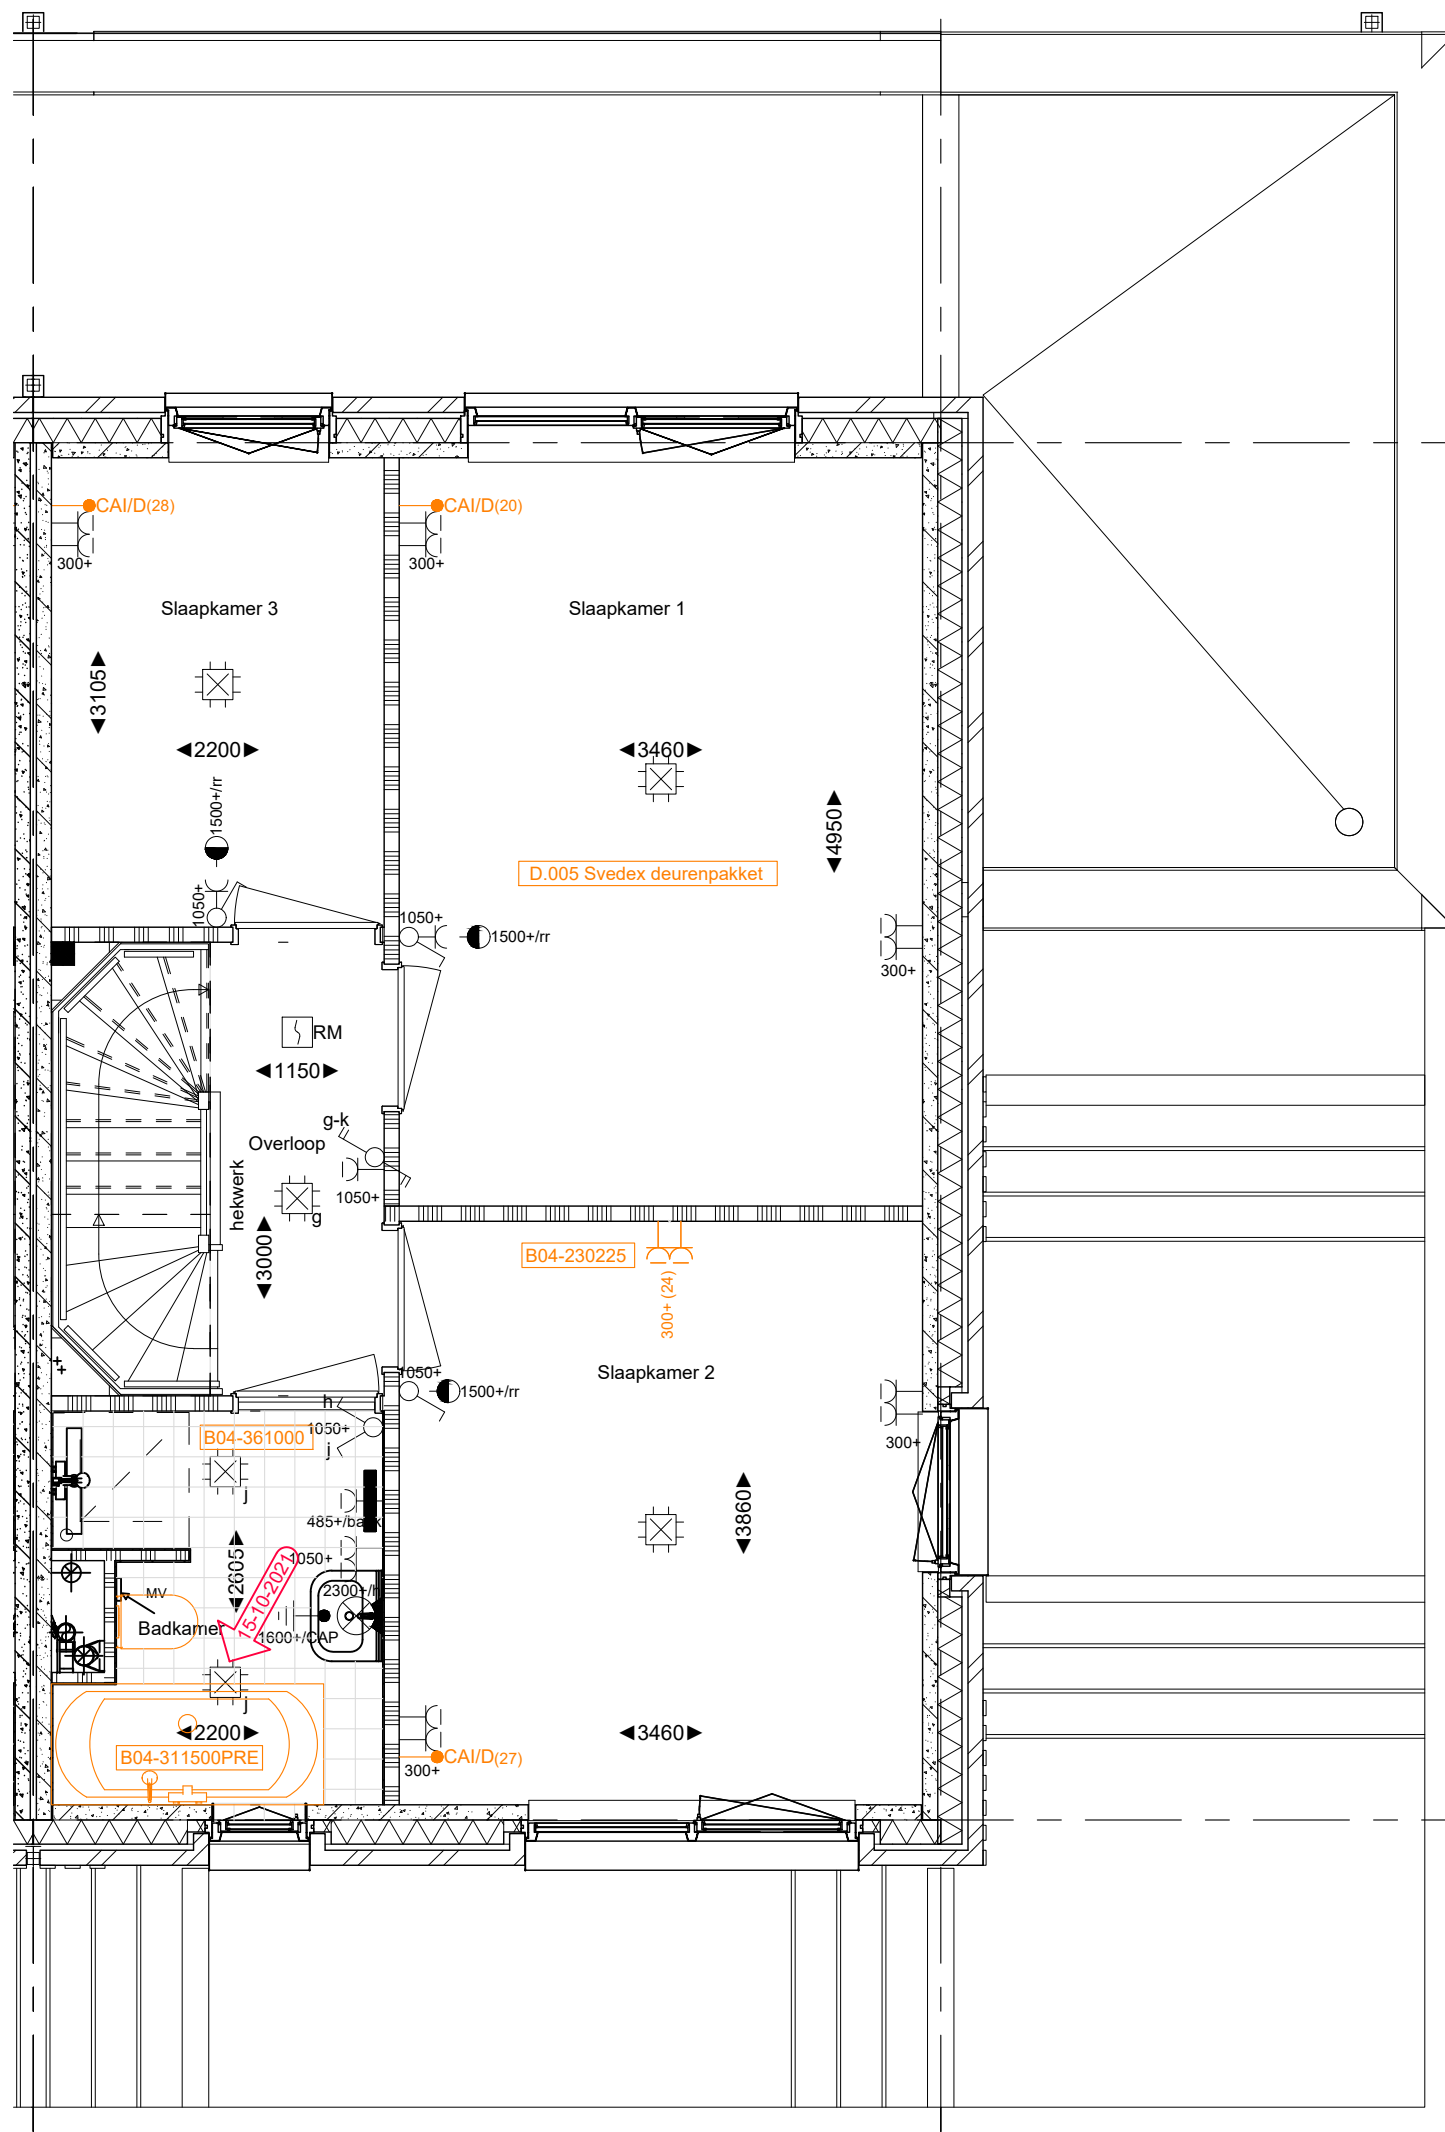 CAI/D(28)
300+
CAI/D(20)
300+
Slaapkamer 3
Slaapkamer 1
3105
2200
3460
1500+/rr
4950
D.005 Svedex deurenpakket
1050+
1050+
1500+/rr
300+
RM
1150
g-k
Overloop
hekwerk
1050+
g
3000
B04-230225
300+ (24)
Slaapkamer 2
1050+
1500+/rr
h
1050+
j
B04-361000
300+
j
3860
485+/
1050+
2605
15-10-2021
MV
2300+/h
Badkamer
1600+/CAP
j
2200
3460
B04-311500PRE
CAI/D(27)
300+